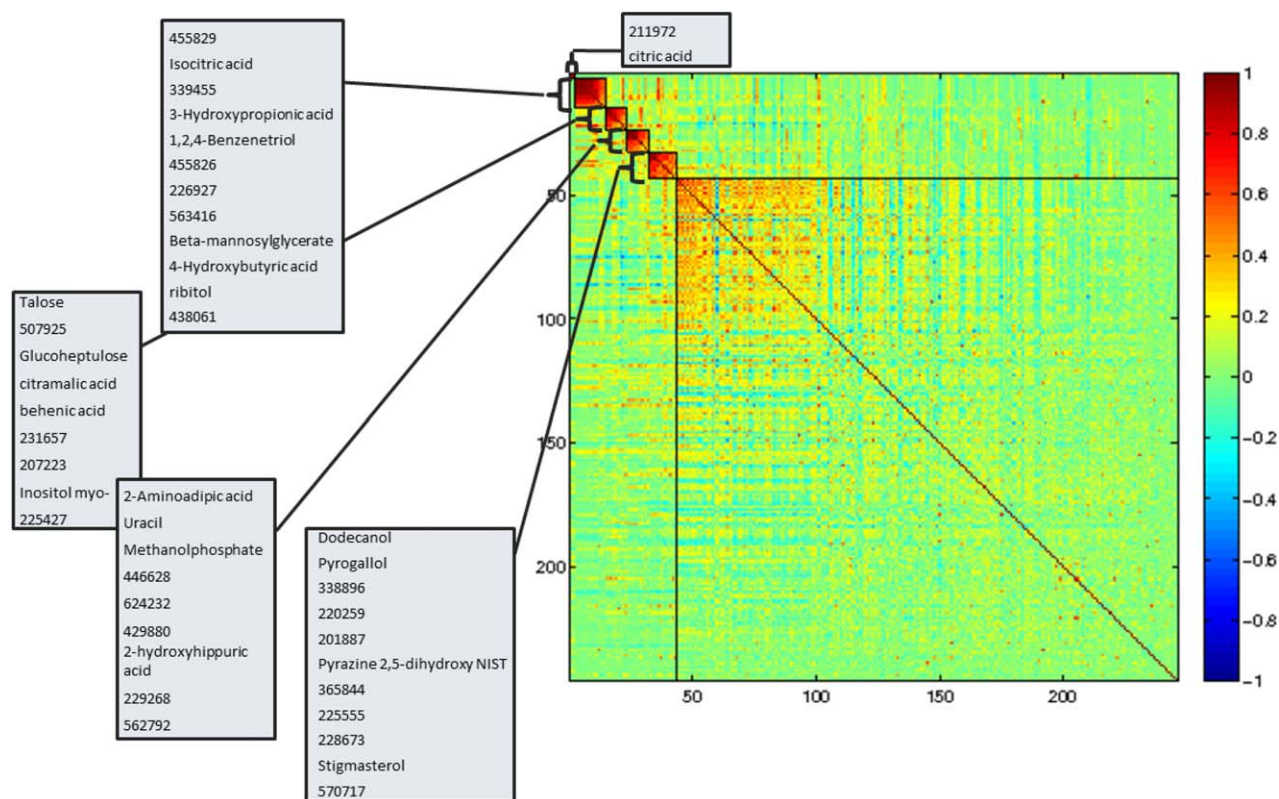 211972
citric acid
455829
Isocitric acid
339455
3-Hydroxypropionic acid
1,2,4-Benzenetriol
455826
226927
563416
Beta-mannosylglycerate
4-Hydroxybutyric acid
ribitol
438061
Talose
507925
Glucoheptulose
citramalic acid
behenic acid
231657
207223
Inositol myo-
225427
2-Aminoadipic acid
Uracil
Methanolphosphate
446628
624232
429880
2-hydroxyhippuric
acid
229268
562792
Dodecanol
Pyrogallol
338896
220259
201887
Pyrazine 2,5-dihydroxy NIST
365844
225555
228673
Stigmasterol
570717
50
100
150
200
50
100
150
200
1
0.8
0.6
0.4
0.2
0
-0.2
-0.4
-0.6
-0.8
-1